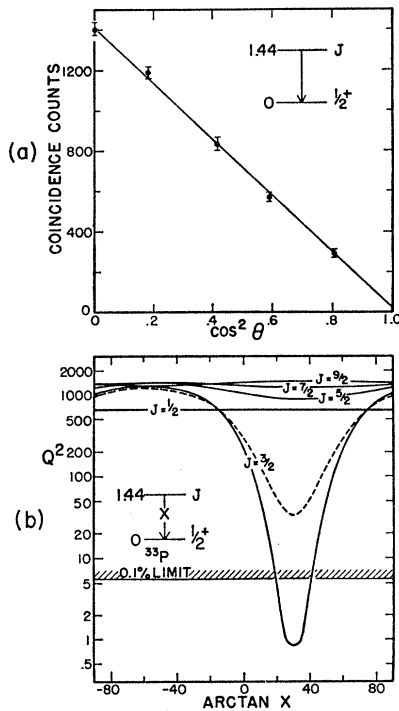 (a)
COINCIDENCE COUNTS
1200
800
400
0
1.44 J
0 1/2+
0 .2 .4 .6 .8 1.0
cos² θ
(b)
Q²
2000
1000
500
200
100
50
20
10
5
2
1
.5
J = 9/2
J = 7/2
J = 5/2
J = 1/2
J = 3/2
1.44 J
X
0 1/2+
³³P
0.1% LIMIT
-80 -40 0 40 80
ARCTAN X